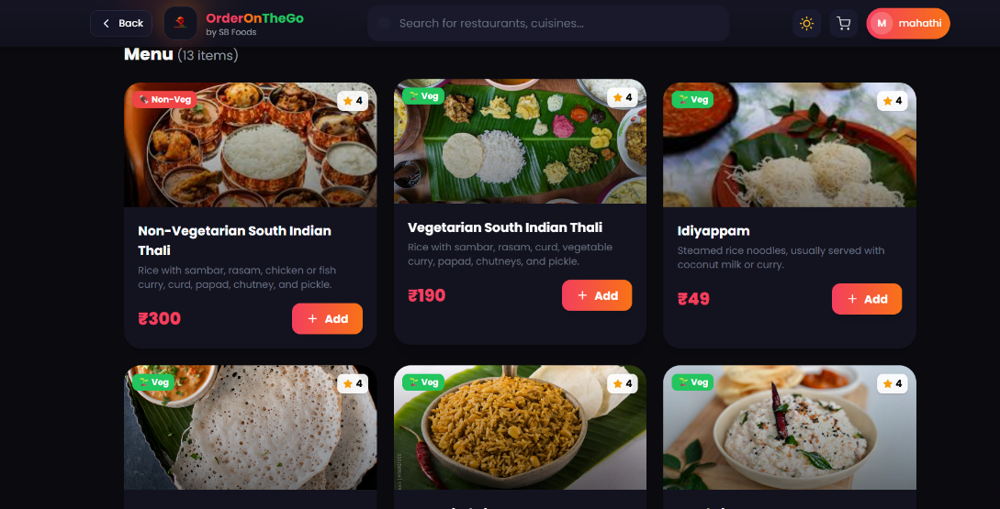 Back
OrderOnTheGo
by SB Foods
Search for restaurants, cuisines...
M
mahathi
Menu (13 items)
Non-Veg
4
Non-Vegetarian South Indian
Thali
Rice with sambar, rasam, chicken or fish
curry, curd, papad, chutney, and pickle.
₹300
+ Add
Veg
4
Vegetarian South Indian Thali
Rice with sambar, rasam, curd, vegetable
curry, papad, chutneys, and pickle.
₹190
+ Add
Veg
4
Idiyappam
Steamed rice noodles, usually served with
coconut milk or curry.
₹49
+ Add
Veg
4
Veg
4
Veg
4